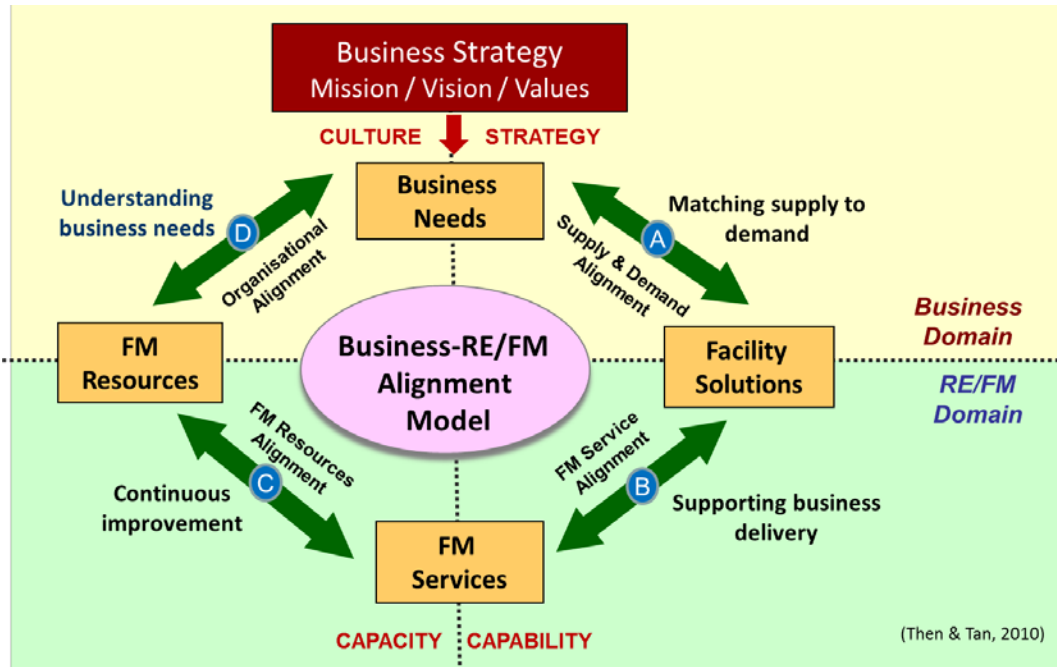 Business Strategy
Mission / Vision / Values
CULTURE
STRATEGY
Business
Needs
Understanding
business needs
D
Organisational
Alignment
A
Matching supply to
demand
Supply & Demand
Alignment
FM
Resources
Business-RE/FM
Alignment
Model
Facility
Solutions
Business
Domain
RE/FM
Domain
FM Resources
Alignment
C
Continuous
improvement
FM Service
Alignment
B
Supporting business
delivery
FM
Services
CAPACITY
CAPABILITY
(Then & Tan, 2010)